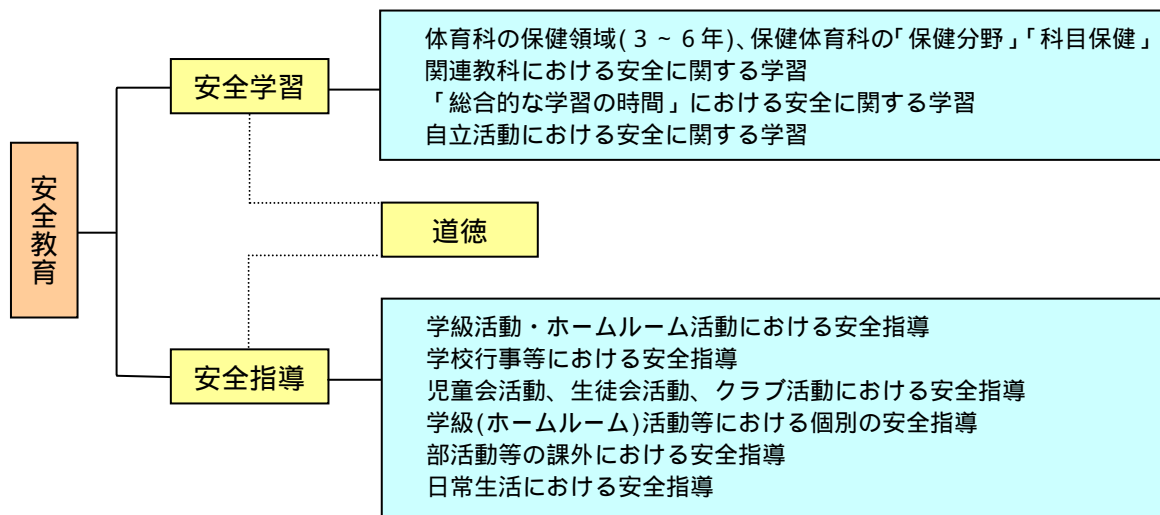 体育科の保健領域(3～6年)、保健体育科の「保健分野」「科目保健」
関連教科における安全に関する学習
「総合的な学習の時間」における安全に関する学習
自立活動における安全に関する学習
安全学習
安全教育
道徳
安全指導
学級活動・ホームルーム活動における安全指導
学校行事等における安全指導
児童会活動、生徒会活動、クラブ活動における安全指導
学級(ホームルーム)活動等における個別の安全指導
部活動等の課外における安全指導
日常生活における安全指導